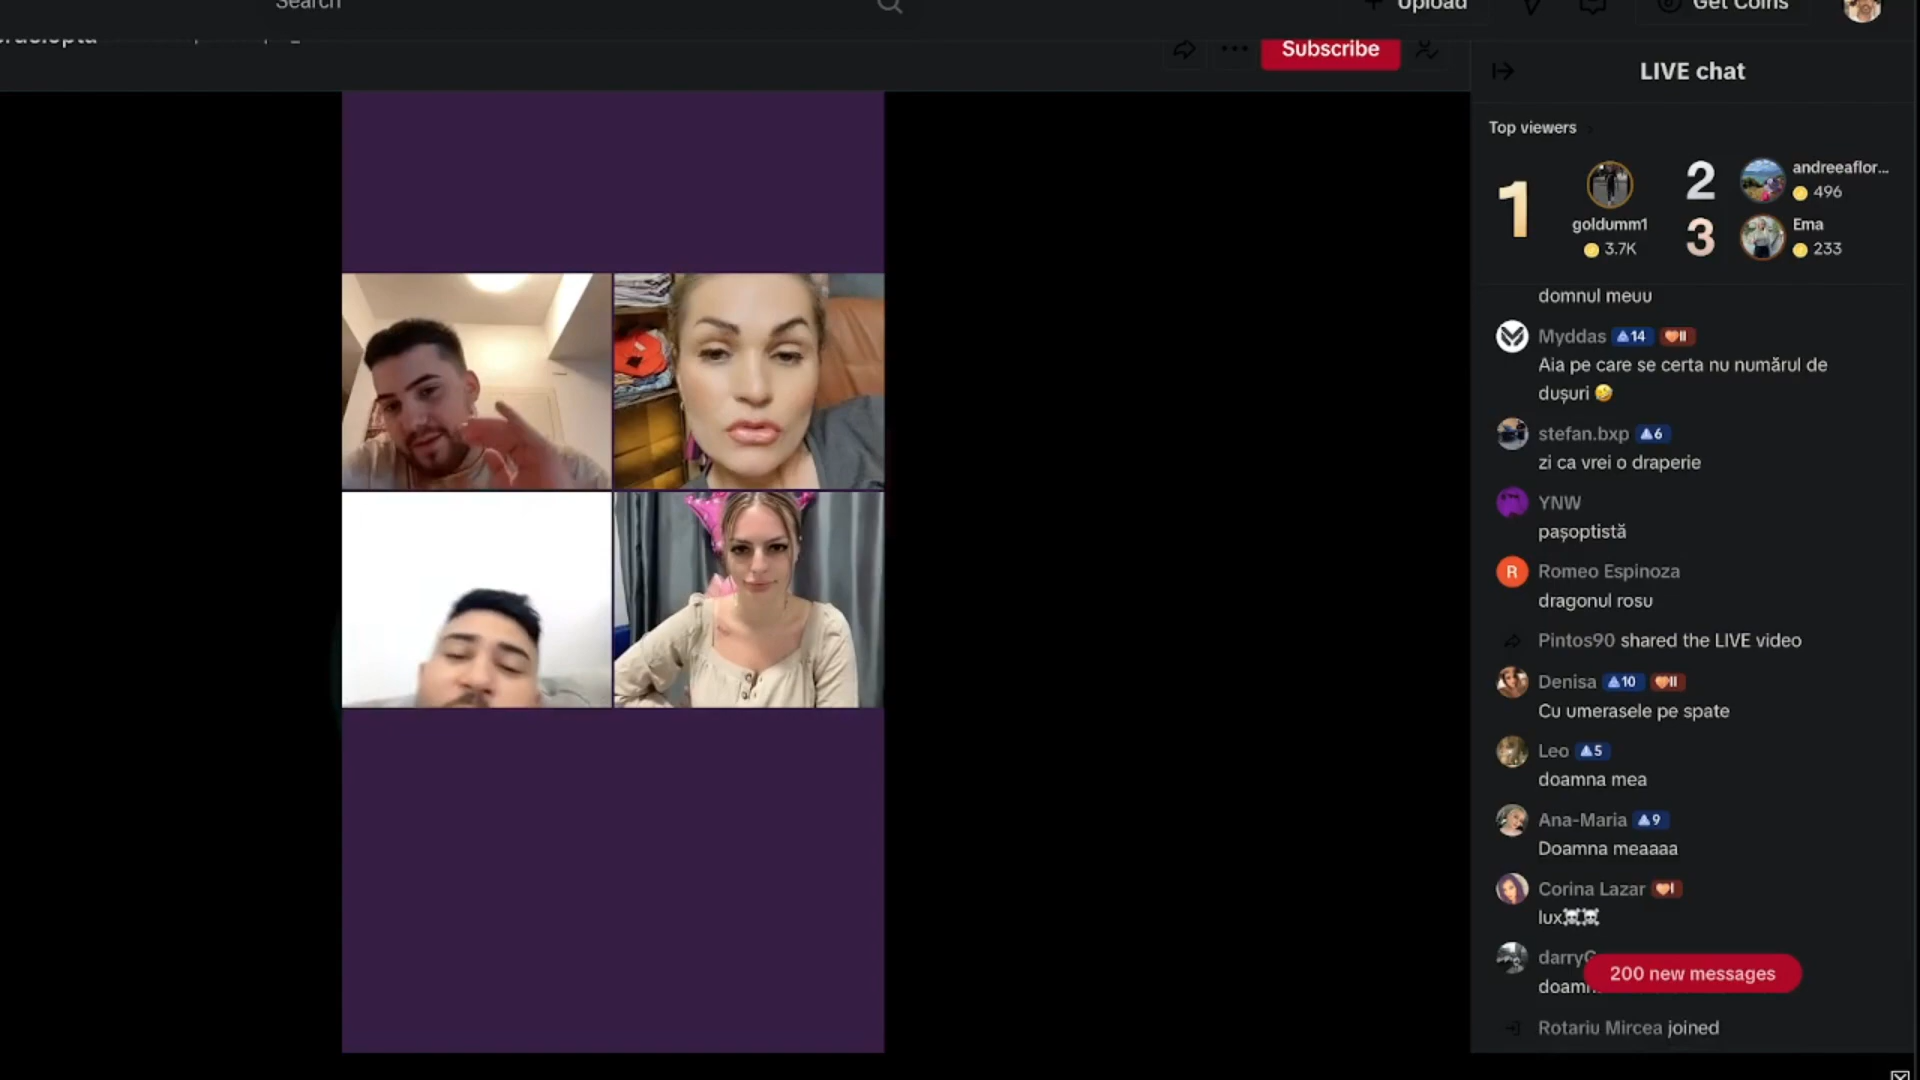 Search
Upload
Get Coins
Subscribe
LIVE chat
Top viewers
1
goldumm1
3.7K
2
andreeaflor...
496
3
Ema
233
domnul meuu
Myddas 14 II
Aia pe care se certa nu numărul de
dușuri 🤣
stefan.bxp 6
zi ca vrei o draperie
YNW
pașoptistă
R Romeo Espinoza
dragonul rosu
Pintos90 shared the LIVE video
Denisa 10 II
Cu umerasele pe spate
Leo 5
doamna mea
Ana-Maria 9
Doamna meaaaa
Corina Lazar I
lux☠️☠️
200 new messages
Rotariu Mircea joined